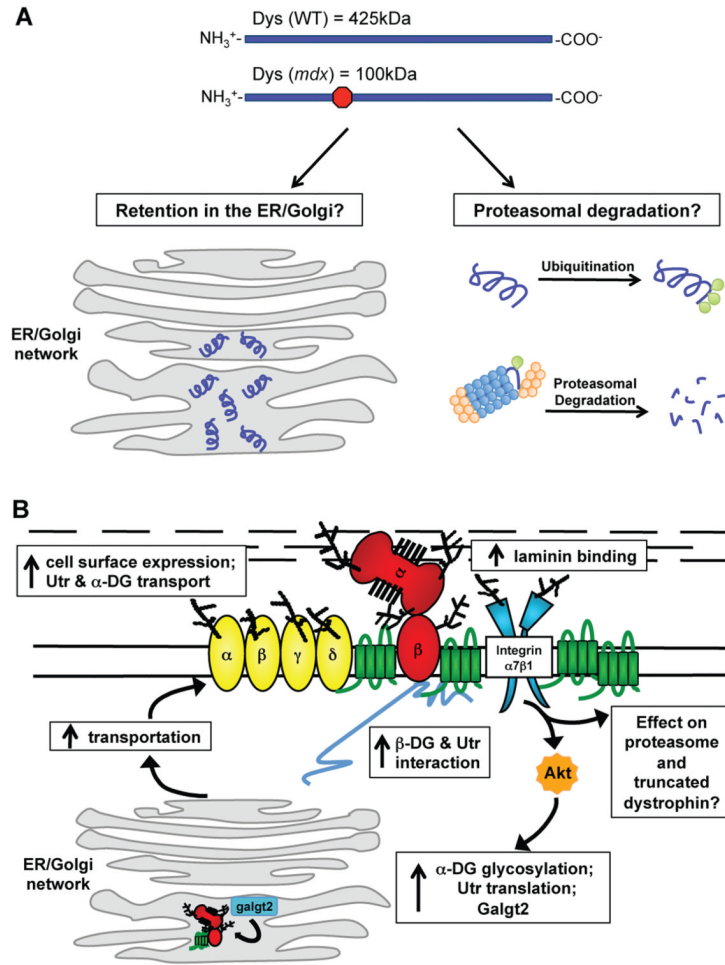 A
Dys (WT) = 425kDa
NH₃⁺- -COO⁻
Dys (mdx) = 100kDa
NH₃⁺- -COO⁻
Retention in the ER/Golgi?
Proteasomal degradation?
Ubiquitination
ER/Golgi
network
Proteasomal
Degradation
B
↑ cell surface expression;
Utr & α-DG transport
↑ laminin binding
α
α β γ δ
β
Integrin
α7β1
↑ transportation
↑ β-DG & Utr
interaction
Akt
Effect on
proteasome
and
truncated
dystrophin?
ER/Golgi
network
galgt2
↑ α-DG glycosylation;
Utr translation;
Galgt2